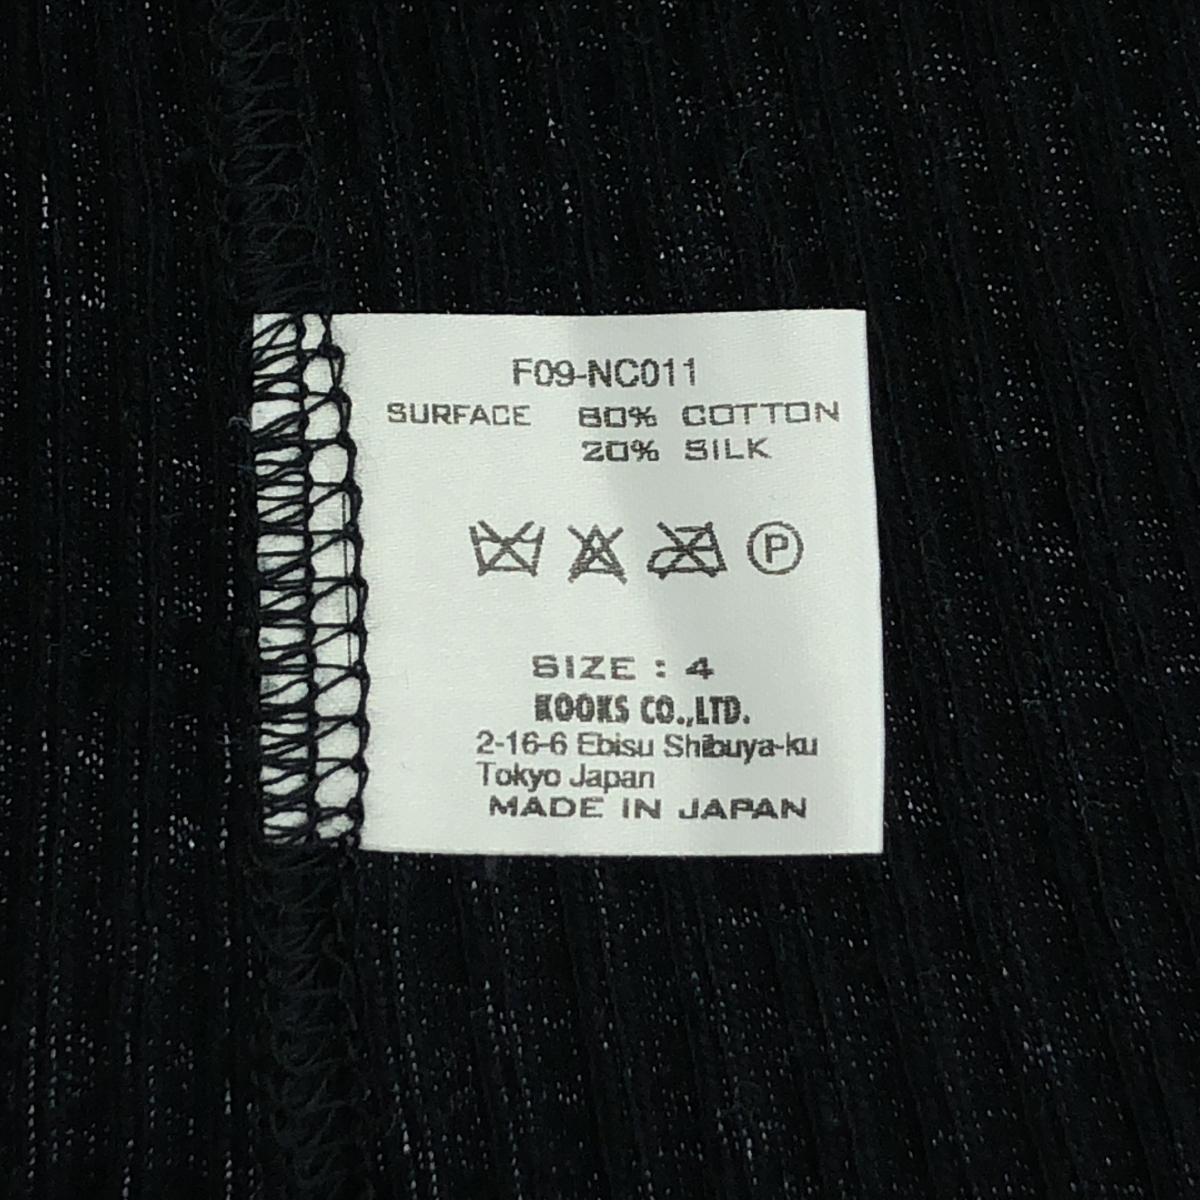 F09-NC011
SURFACE 80% COTTON
20% SILK
P
SIZE : 4
KOOKS CO.,LTD.
2-16-6 Ebisu Shibuya-ku
Tokyo Japan
MADE IN JAPAN